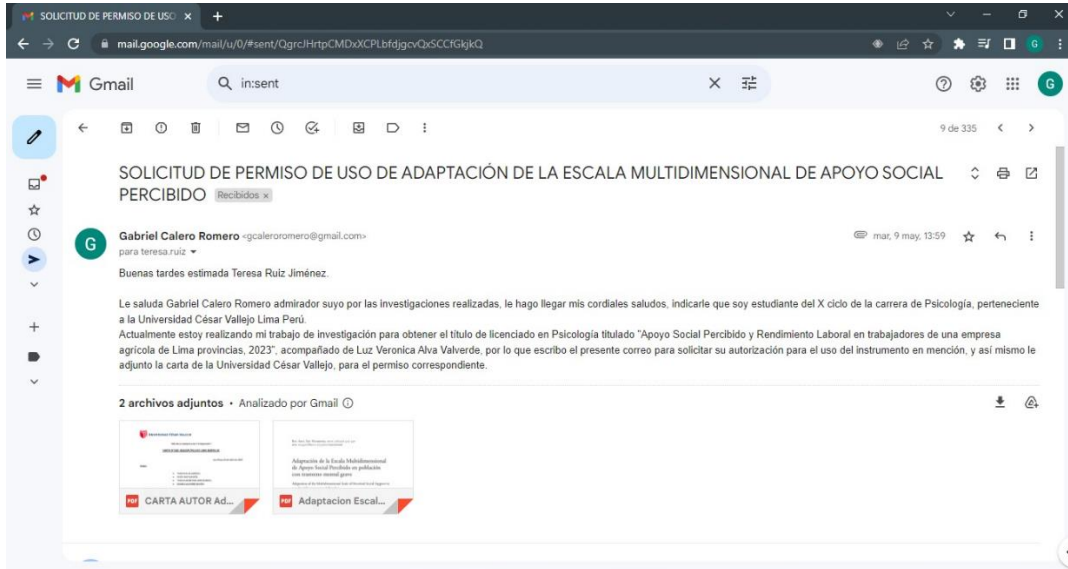 SOLICITUD DE PERMISO DE USO
mail.google.com/mail/u/0/#sent/QgrcJHrtpCMDxXCPLbfdjgcvQxSCCfGkjkQ
G
Gmail
in:sent
G
9 de 335
SOLICITUD DE PERMISO DE USO DE ADAPTACIÓN DE LA ESCALA MULTIDIMENSIONAL DE APOYO SOCIAL
PERCIBIDO Recibidos x
G
Gabriel Calero Romero <gcaleroromero@gmail.com>
mar, 9 may, 13:59
para teresa.ruiz
Buenas tardes estimada Teresa Ruiz Jiménez.
Le saluda Gabriel Calero Romero admirador suyo por las investigaciones realizadas, le hago llegar mis cordiales saludos, indicarle que soy estudiante del X ciclo de la carrera de Psicología, perteneciente
a la Universidad César Vallejo Lima Perú.
Actualmente estoy realizando mi trabajo de investigación para obtener el título de licenciado en Psicología titulado "Apoyo Social Percibido y Rendimiento Laboral en trabajadores de una empresa
agrícola de Lima provincias, 2023", acompañado de Luz Veronica Alva Valverde, por lo que escribo el presente correo para solicitar su autorización para el uso del instrumento en mención, y así mismo le
adjunto la carta de la Universidad César Vallejo, para el permiso correspondiente.
2 archivos adjuntos • Analizado por Gmail
Adaptación de la Escala Multidimensional
de Apoyo Social Percibido en población
con trastorno mental grave
PDF CARTA AUTOR Ad...
PDF Adaptacion Escal...